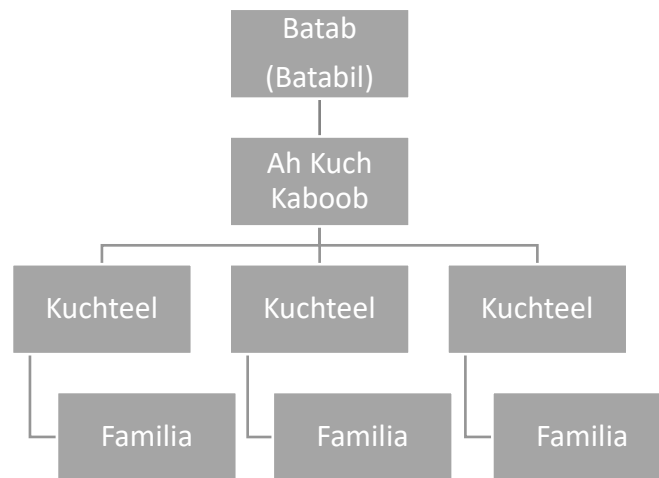 Batab
(Batabil)
Ah Kuch
Kaboob
Kuchteel
Kuchteel
Kuchteel
Familia
Familia
Familia